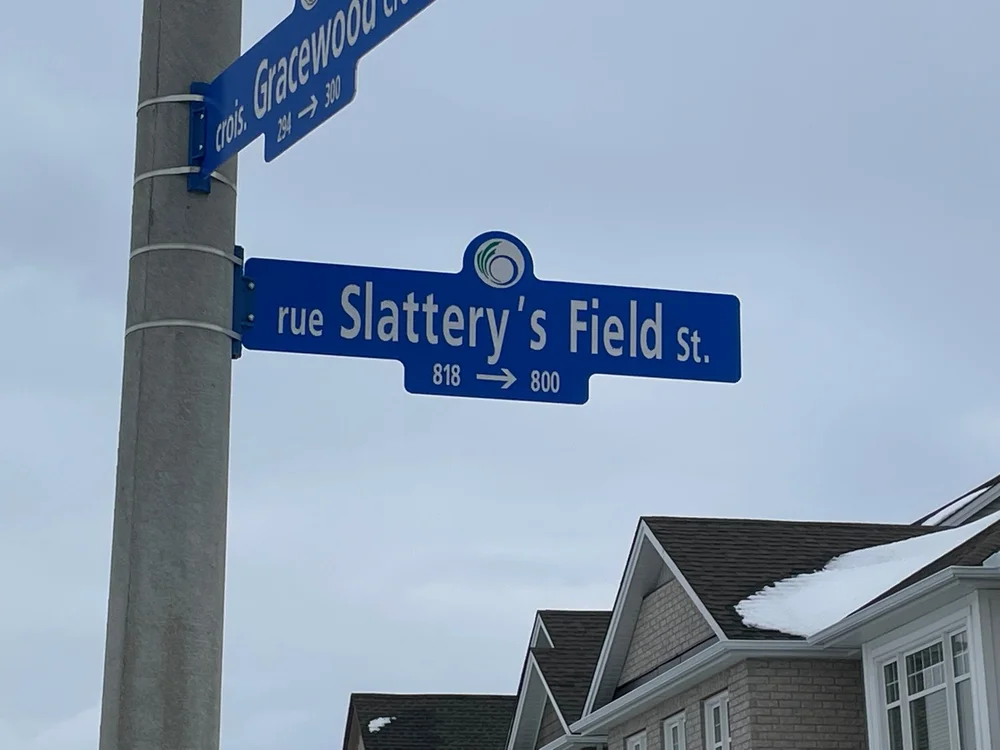 crois. Gracewood
294 → 300
rue Slattery's Field St.
818 → 800